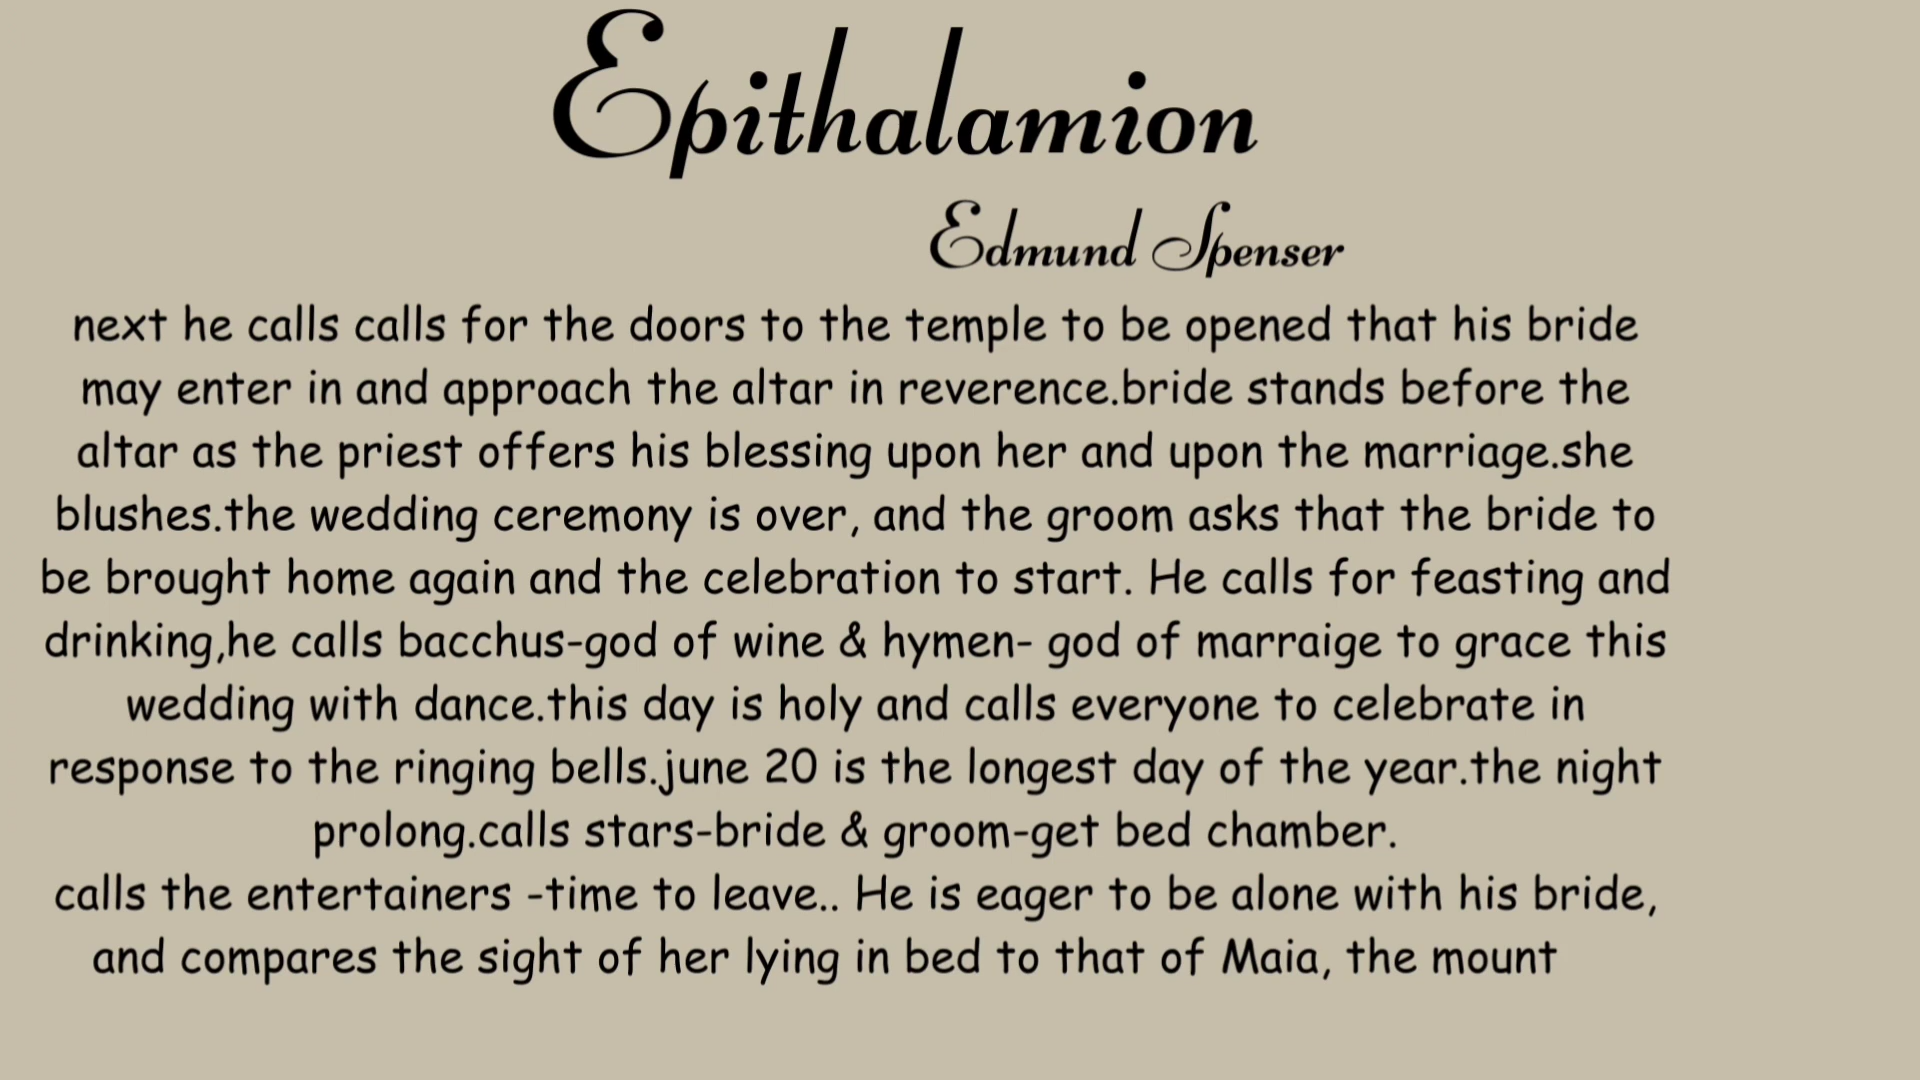 Epithalamion
Edmund Spenser
next he calls calls for the doors to the temple to be opened that his bride
may enter in and approach the altar in reverence.bride stands before the
altar as the priest offers his blessing upon her and upon the marriage.she
blushes.the wedding ceremony is over, and the groom asks that the bride to
be brought home again and the celebration to start. He calls for feasting and
drinking,he calls bacchus-god of wine & hymen- god of marraige to grace this
wedding with dance.this day is holy and calls everyone to celebrate in
response to the ringing bells.june 20 is the longest day of the year.the night
prolong.calls stars-bride & groom-get bed chamber.
calls the entertainers -time to leave.. He is eager to be alone with his bride,
and compares the sight of her lying in bed to that of Maia, the mount